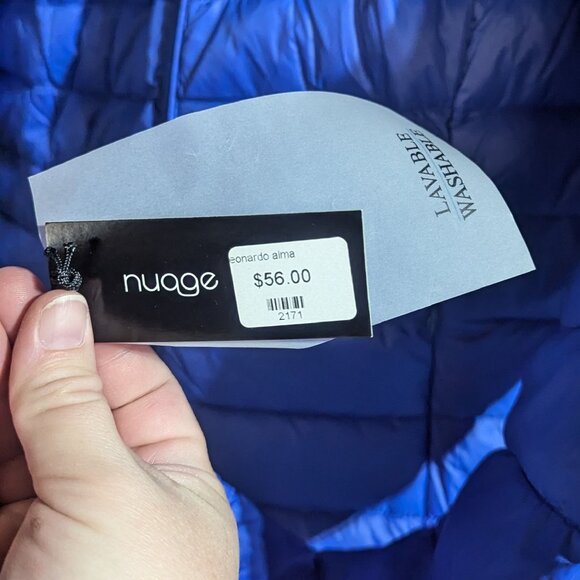 LAVABLE
WASHABLE
nuage
eonardo alma
$56.00
2171